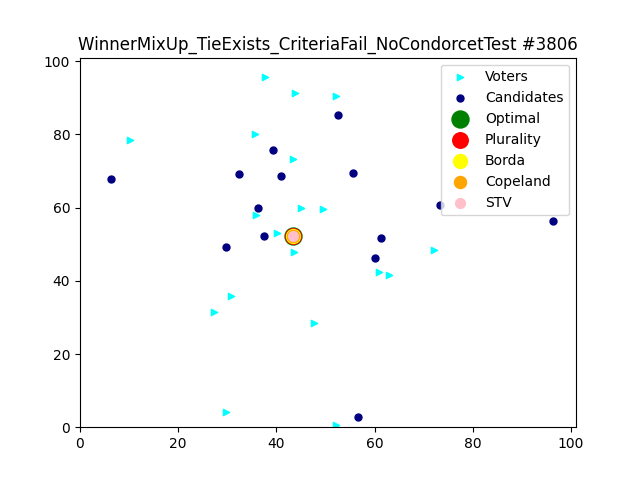 WinnerMixUp_TieExists_CriteriaFail_NoCondorcetTest #3806
100
80
60
40
20
0
0
20
40
60
80
100
Voters
Candidates
Optimal
Plurality
Borda
Copeland
STV